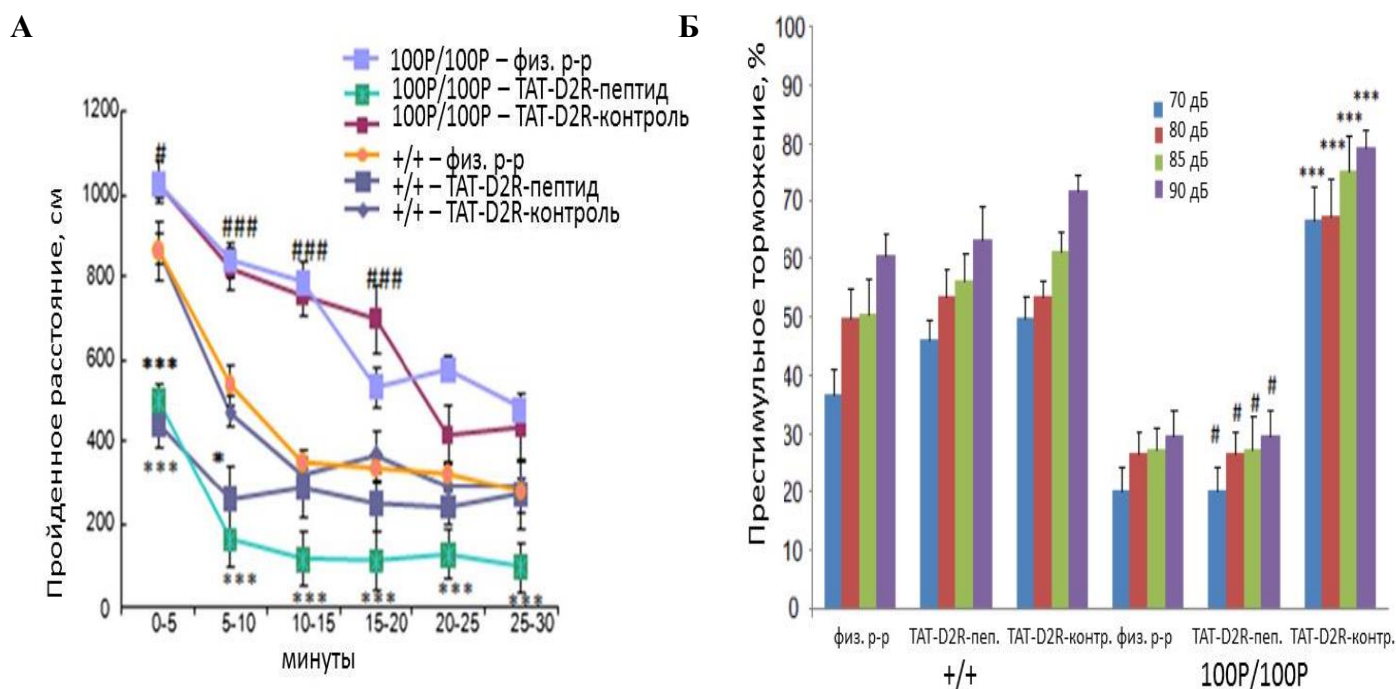 А
100P/100P – физ. р-р
100P/100P – TAT-D2R-пептид
100P/100P – TAT-D2R-контроль
+/+ – физ. р-р
+/+ – TAT-D2R-пептид
+/+ – TAT-D2R-контроль
Пройденное расстояние, см
1200
1000
800
600
400
200
0
#
###
###
###
***
***
*
***
***
***
***
***
0-5
5-10
10-15
15-20
20-25
25-30
минуты
Б
Престимульное торможение, %
100
90
80
70
60
50
40
30
20
10
0
70 дБ
80 дБ
85 дБ
90 дБ
# # # #
*** *** *** ***
физ. р-р TAT-D2R-пеп. TAT-D2R-контр. физ. р-р TAT-D2R-пеп. TAT-D2R-контр.
+/+ 100P/100P